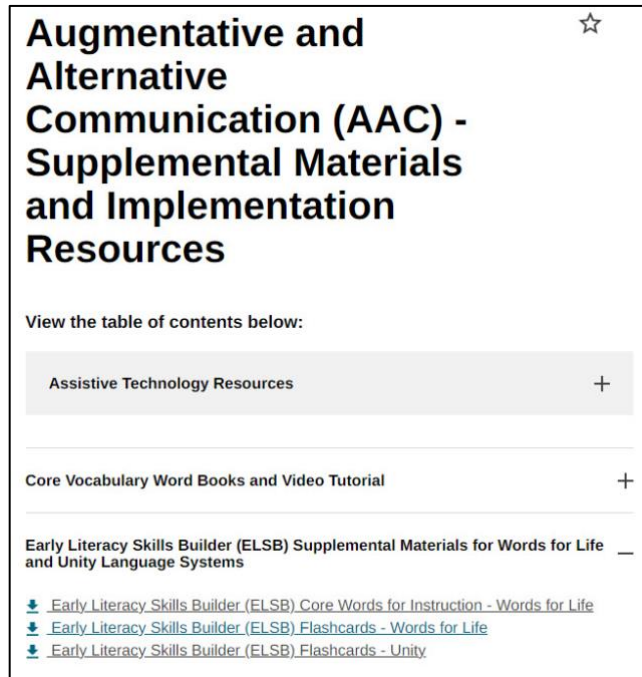 Augmentative and
Alternative
Communication (AAC) -
Supplemental Materials
and Implementation
Resources
View the table of contents below:
Assistive Technology Resources
Core Vocabulary Word Books and Video Tutorial
Early Literacy Skills Builder (ELSB) Supplemental Materials for Words for Life
and Unity Language Systems
Early Literacy Skills Builder (ELSB) Core Words for Instruction - Words for Life
Early Literacy Skills Builder (ELSB) Flashcards - Words for Life
Early Literacy Skills Builder (ELSB) Flashcards - Unity